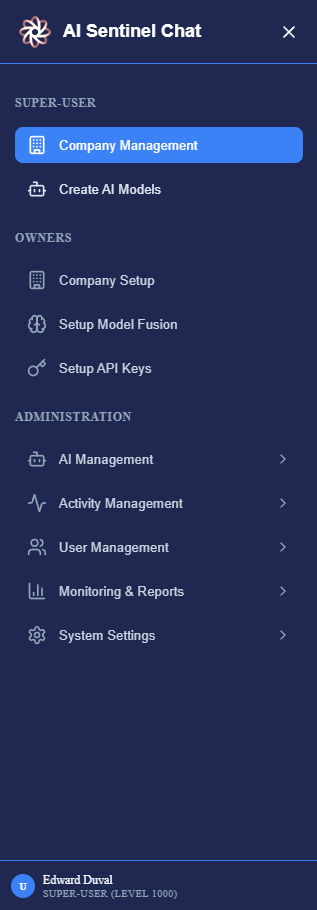 AI Sentinel Chat
SUPER-USER
Company Management
Create AI Models
OWNERS
Company Setup
Setup Model Fusion
Setup API Keys
ADMINISTRATION
AI Management
Activity Management
User Management
Monitoring & Reports
System Settings
U
Edward Duval
SUPER-USER (LEVEL 1000)